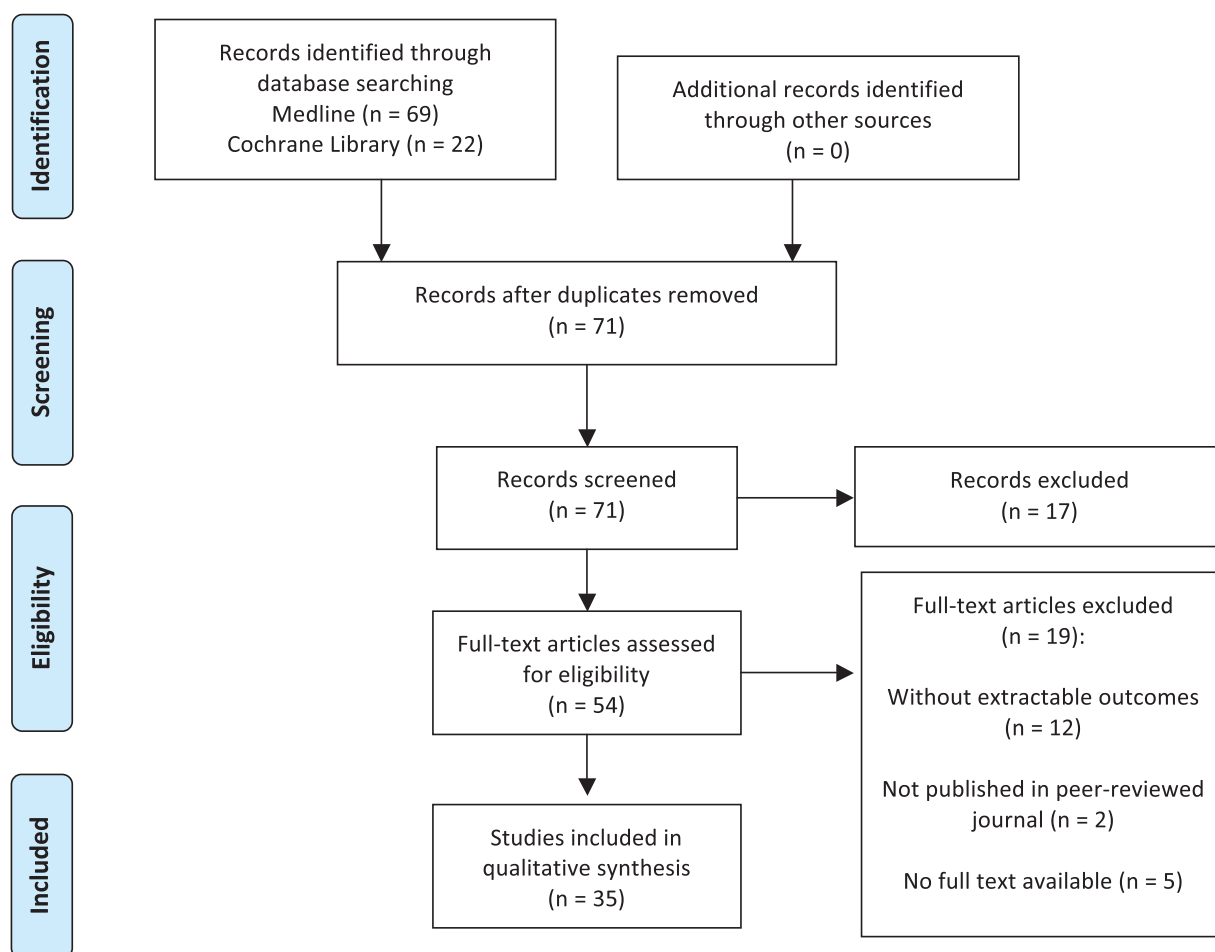 Identification
Records identified through
database searching
Medline (n = 69)
Cochrane Library (n = 22)
Additional records identified
through other sources
(n = 0)
Screening
Records after duplicates removed
(n = 71)
Records screened
(n = 71)
Records excluded
(n = 17)
Eligibility
Full-text articles assessed
for eligibility
(n = 54)
Full-text articles excluded
(n = 19):
Without extractable outcomes
(n = 12)
Not published in peer-reviewed
journal (n = 2)
No full text available (n = 5)
Included
Studies included in
qualitative synthesis
(n = 35)